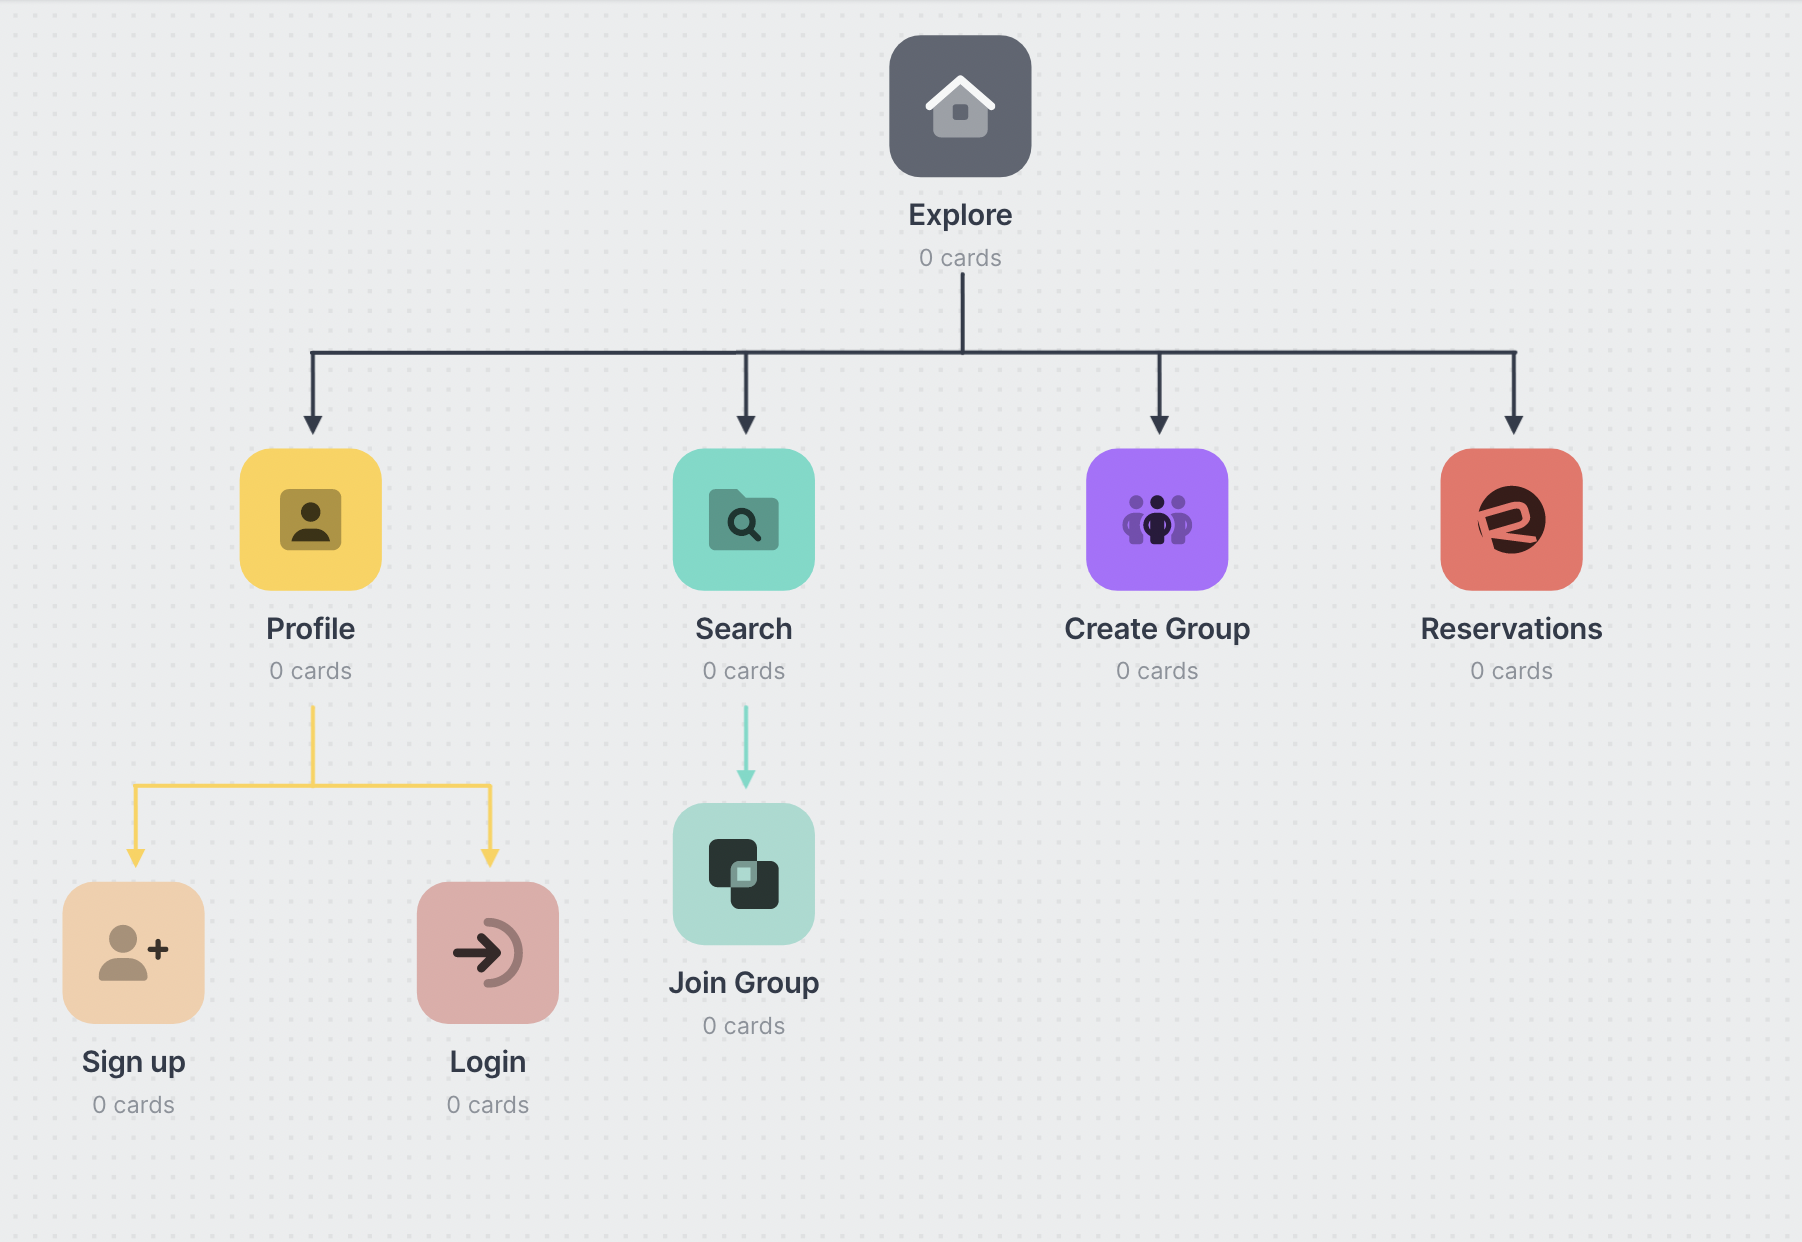 Explore
0 cards
Profile
0 cards
Search
0 cards
Create Group
0 cards
Reservations
0 cards
Sign up
0 cards
Login
0 cards
Join Group
0 cards